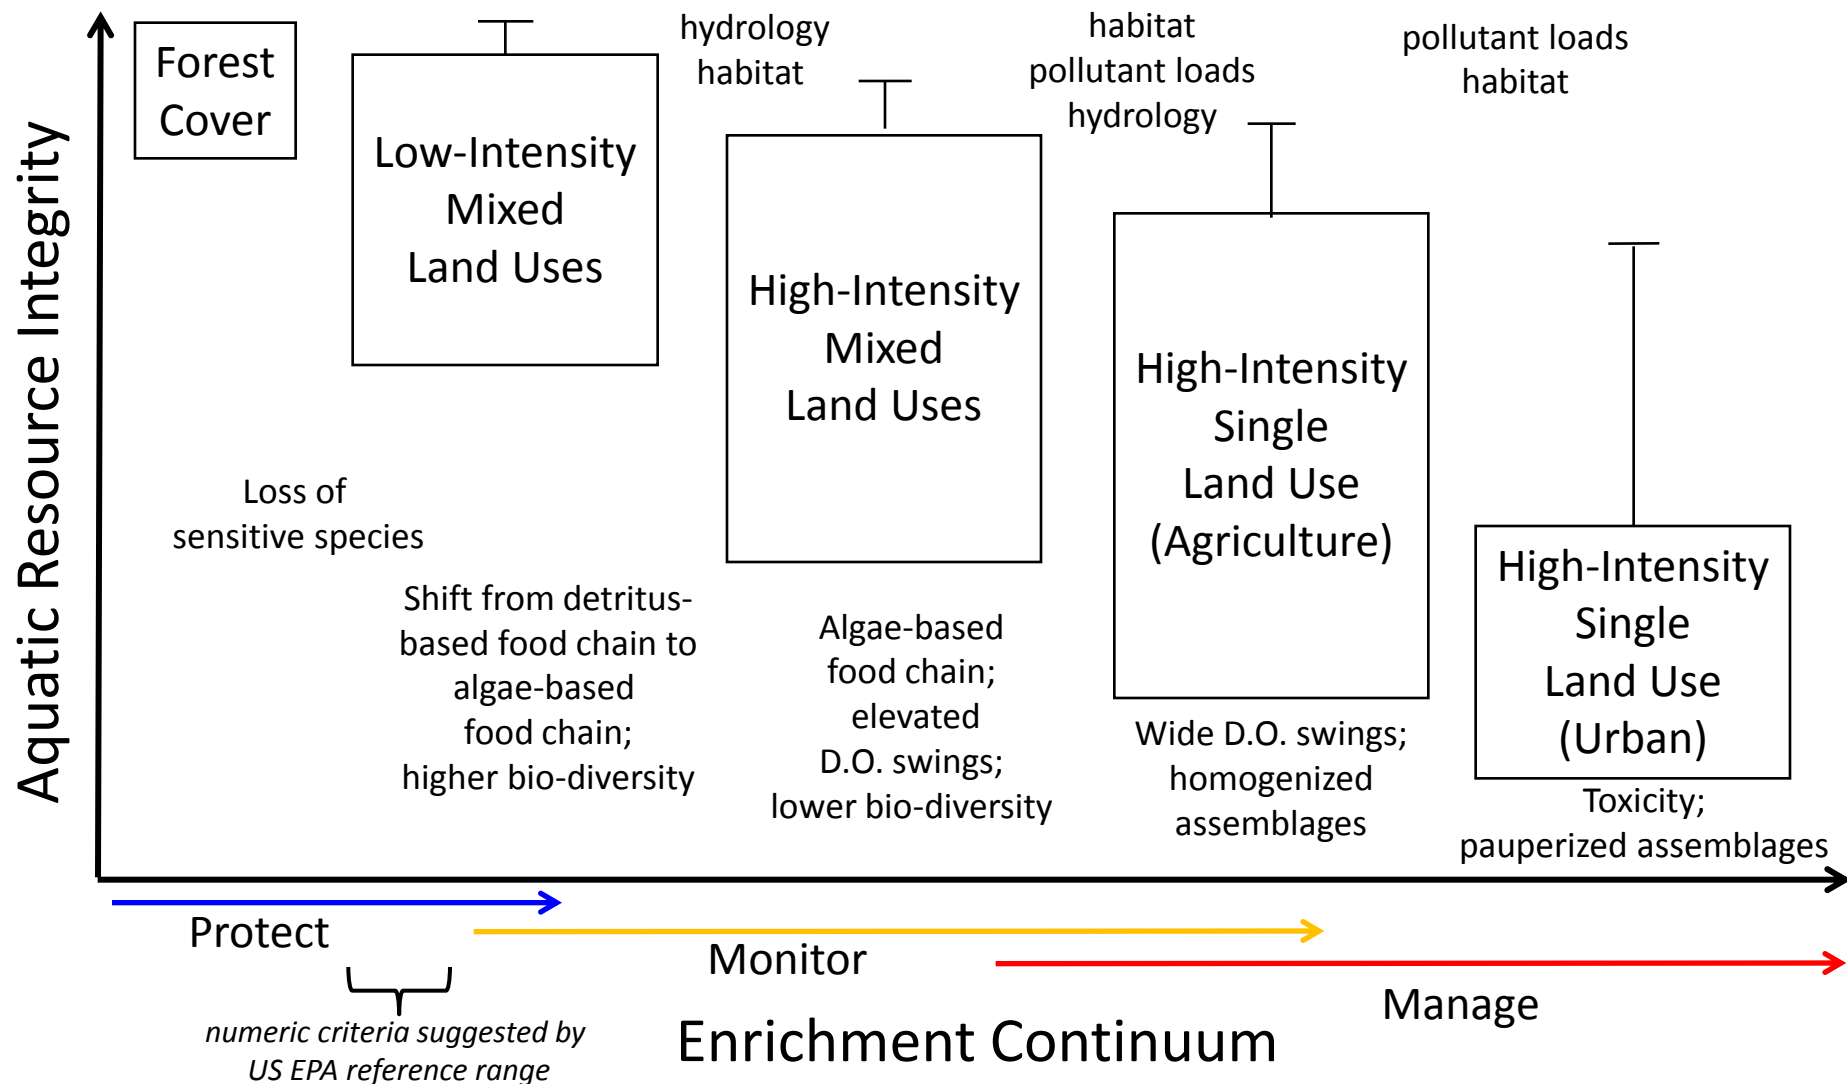 Aquatic Resource Integrity
Forest
Cover
Low-Intensity
Mixed
Land Uses
hydrology
habitat
High-Intensity
Mixed
Land Uses
habitat
pollutant loads
hydrology
High-Intensity
Single
Land Use
(Agriculture)
pollutant loads
habitat
High-Intensity
Single
Land Use
(Urban)
Loss of
sensitive species
Shift from detritus-
based food chain to
algae-based
food chain;
higher bio-diversity
Algae-based
food chain;
elevated
D.O. swings;
lower bio-diversity
Wide D.O. swings;
homogenized
assemblages
Toxicity;
pauperized assemblages
Protect
Monitor
Manage
numeric criteria suggested by
US EPA reference range
Enrichment Continuum